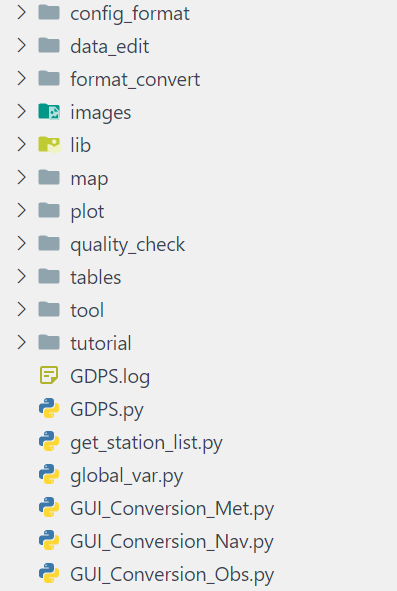 config_format
data_edit
format_convert
images
lib
map
plot
quality_check
tables
tool
tutorial
GDPS.log
GDPS.py
get_station_list.py
global_var.py
GUI_Conversion_Met.py
GUI_Conversion_Nav.py
GUI_Conversion_Obs.py